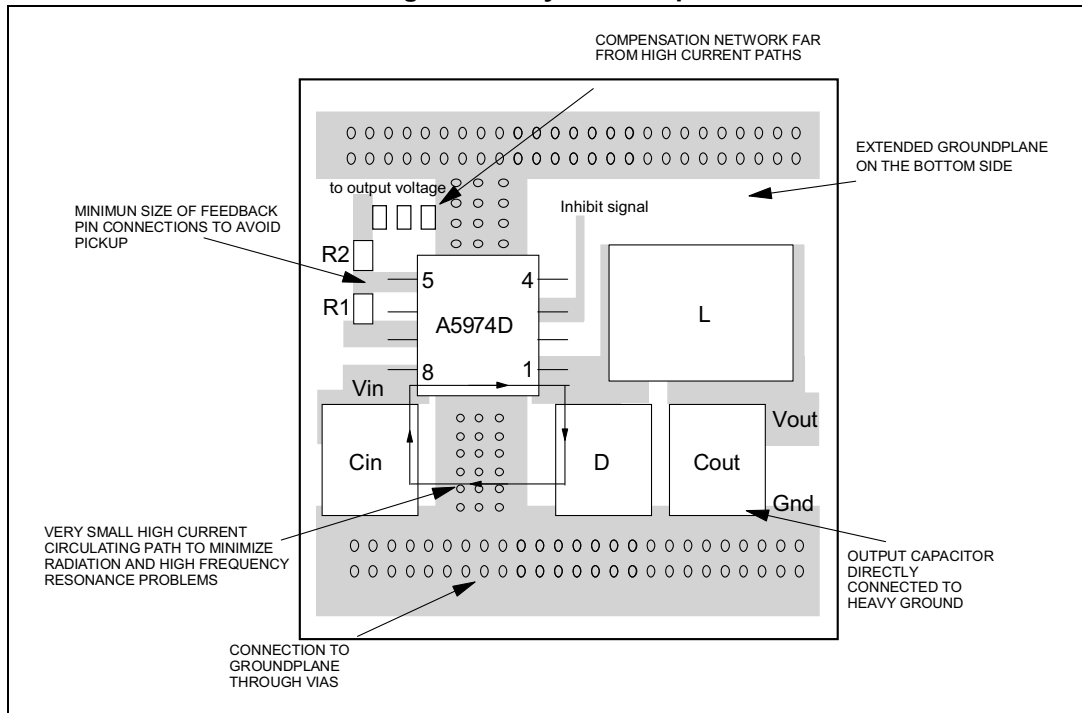 COMPENSATION NETWORK FAR
FROM HIGH CURRENT PATHS
EXTENDED GROUNDPLANE
ON THE BOTTOM SIDE
to output voltage
Inhibit signal
MINIMUN SIZE OF FEEDBACK
PIN CONNECTIONS TO AVOID
PICKUP
R2
5
4
R1
A5974D
L
8
1
Vin
Vout
Cin
D
Cout
Gnd
VERY SMALL HIGH CURRENT
CIRCULATING PATH TO MINIMIZE
RADIATION AND HIGH FREQUENCY
RESONANCE PROBLEMS
OUTPUT CAPACITOR
DIRECTLY
CONNECTED TO
HEAVY GROUND
CONNECTION TO
GROUNDPLANE
THROUGH VIAS